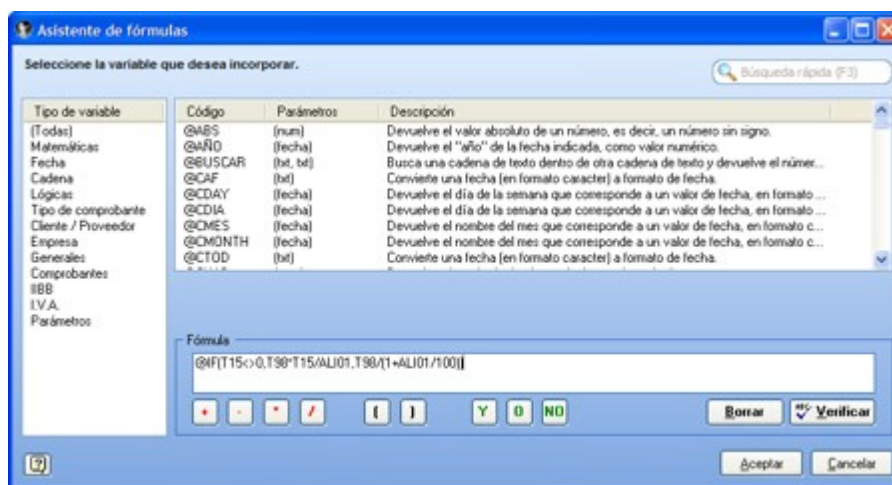 Asistente de fórmulas
Seleccione la variable que desea incorporar.
Búsqueda rápida (F3)
Tipo de variable
(Todas)
Matemáticas
Fecha
Cadena
Lógicas
Tipo de comprobante
Cliente / Proveedor
Empresa
Generales
Comprobantes
IIBB
I.V.A.
Parámetros
Código Parámetros Descripción
@ABS (num) Devuelve el valor absoluto de un número, es decir, un número sin signo.
@AÑO (fecha) Devuelve el "año" de la fecha indicada, como valor numérico.
@BUSCAR (txt, txt) Busca una cadena de texto dentro de otra cadena de texto y devuelve el númer...
@CAF (txt) Convierte una fecha (en formato caracter) a formato de fecha.
@CDAY (fecha) Devuelve el día de la semana que corresponde a un valor de fecha, en formato ...
@CDIA (fecha) Devuelve el día de la semana que corresponde a un valor de fecha, en formato ...
@CMES (fecha) Devuelve el nombre del mes que corresponde a un valor de fecha, en formato c...
@CMONTH (fecha) Devuelve el nombre del mes que corresponde a un valor de fecha, en formato c...
@CTOD (txt) Convierte una fecha (en formato caracter) a formato de fecha.
Fórmula
@IF(T15<>0,T98*T15/ALI01,T98/(1+ALI01/100))
+ - * / ( ) Y O NO Borrar Verificar
Aceptar Cancelar